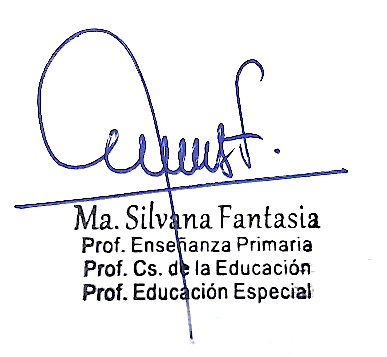 Ma. Silvana Fantasia
Prof. Enseñanza Primaria
Prof. Cs. de la Educación
Prof. Educación Especial